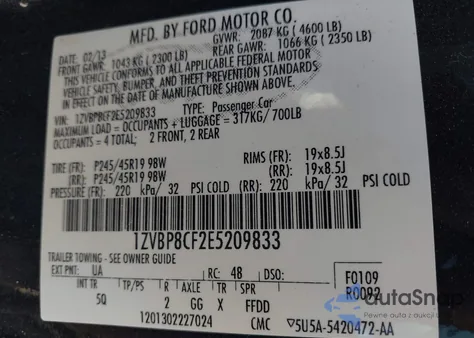 MFD. BY FORD MOTOR CO.
DATE: 02/13 GVWR: 2087 KG ( 4600 LB)
FRONT GAWR: 1043 KG ( 2300 LB) REAR GAWR: 1066 KG ( 2350 LB)
THIS VEHICLE CONFORMS TO ALL APPLICABLE FEDERAL MOTOR
VEHICLE SAFETY, BUMPER, AND THEFT PREVENTION STANDARDS
IN EFFECT ON THE DATE OF MANUFACTURE SHOWN ABOVE.
VIN: 1ZVBP8CF2E5209833 TYPE: Passenger Car
MAXIMUM LOAD = OCCUPANTS + LUGGAGE = 317KG/ 700LB
OCCUPANTS = 4 TOTAL; 2 FRONT, 2 REAR
TIRE (FR): P245/45R19 98W RIMS (FR): 19x8.5J
(RR): P245/45R19 98W (RR): 19x8.5J
PRESSURE (FR): 220 kPa/ 32 PSI COLD (RR): 220 kPa/ 32 PSI COLD
1ZVBP8CF2E5209833
TRAILER TOWING - SEE OWNER GUIDE
EXT PNT: UA RC: 48 DSO: F0109
R0092
INT TR TP/PS R AXLE TR SPR
5Q 2 GG X FFDD
1201302227024 CMC 5U5A-5420472-AA
autoSnap